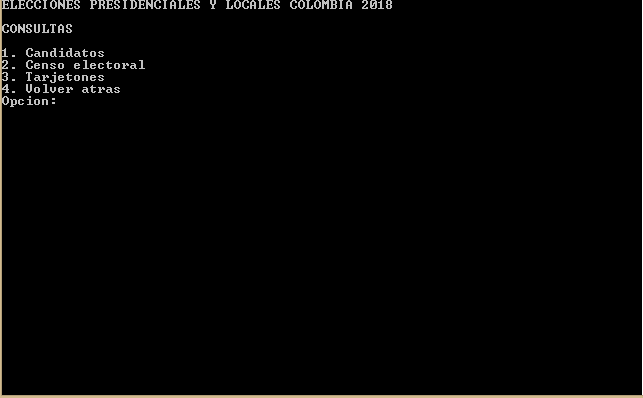 ELECCIONES PRESIDENCIALES Y LOCALES COLOMBIA 2018
CONSULTAS
1. Candidatos
2. Censo electoral
3. Tarjetones
4. Volver atras
Opcion: